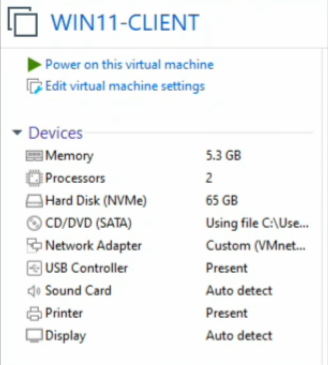 WIN11-CLIENT
Power on this virtual machine
Edit virtual machine settings
Devices
Memory 5.3 GB
Processors 2
Hard Disk (NVMe) 65 GB
CD/DVD (SATA) Using file C:\Use...
Network Adapter Custom (VMnet...
USB Controller Present
Sound Card Auto detect
Printer Present
Display Auto detect